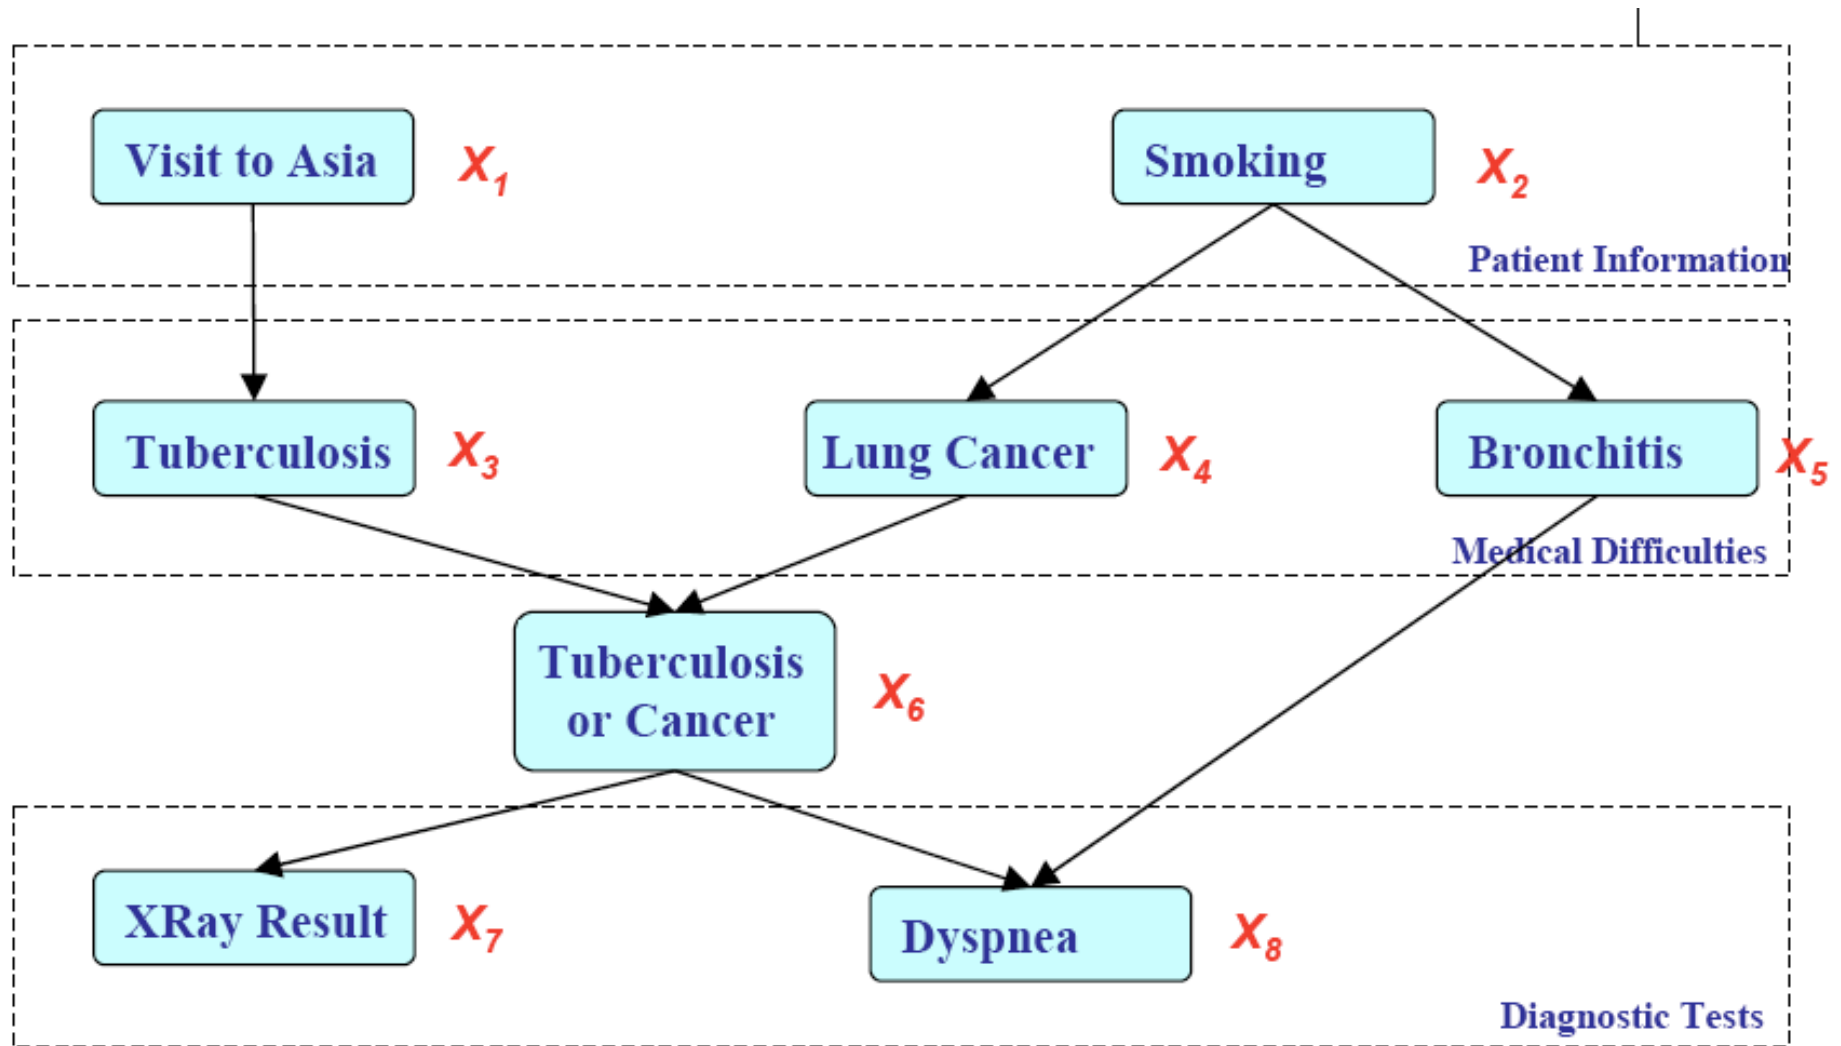 Visit to Asia
X1
Smoking
X2
Patient Information
Tuberculosis
X3
Lung Cancer
X4
Bronchitis
X5
Medical Difficulties
Tuberculosis
or Cancer
X6
XRay Result
X7
Dyspnea
X8
Diagnostic Tests